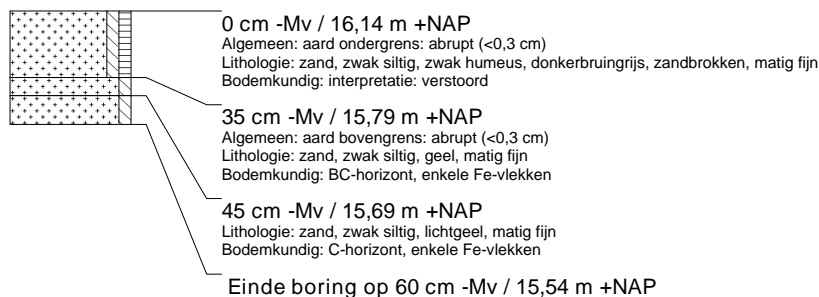 0 cm -Mv / 16,14 m +NAP
Algemeen: aard ondergrens: abrupt (<0,3 cm)
Lithologie: zand, zwak siltig, zwak humeus, donkerbruingrijs, zandbrokken, matig fijn
Bodemkundig: interpretatie: verstoord
35 cm -Mv / 15,79 m +NAP
Algemeen: aard bovengrens: abrupt (<0,3 cm)
Lithologie: zand, zwak siltig, geel, matig fijn
Bodemkundig: BC-horizont, enkele Fe-vlekken
45 cm -Mv / 15,69 m +NAP
Lithologie: zand, zwak siltig, lichtgeel, matig fijn
Bodemkundig: C-horizont, enkele Fe-vlekken
Einde boring op 60 cm -Mv / 15,54 m +NAP